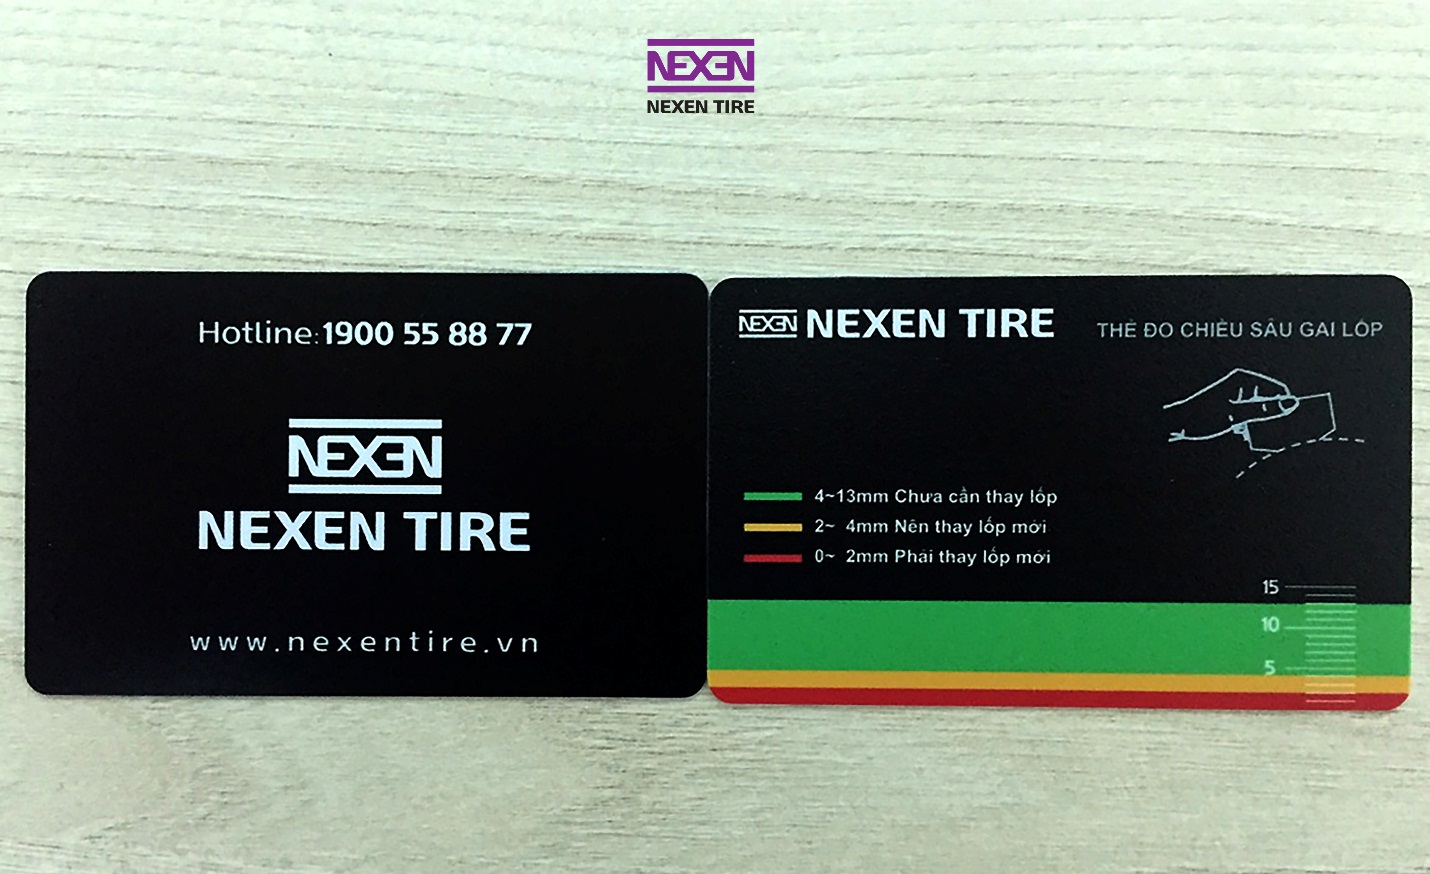 NEXEN
NEXEN TIRE
Hotline: 1900 55 88 77
NEXEN
NEXEN TIRE
www.nexentire.vn
NEXEN NEXEN TIRE
THẺ ĐO CHIỀU SÂU GAI LỐP
4~13mm Chưa cần thay lốp
2~ 4mm Nên thay lốp mới
0~ 2mm Phải thay lốp mới
15
10
5